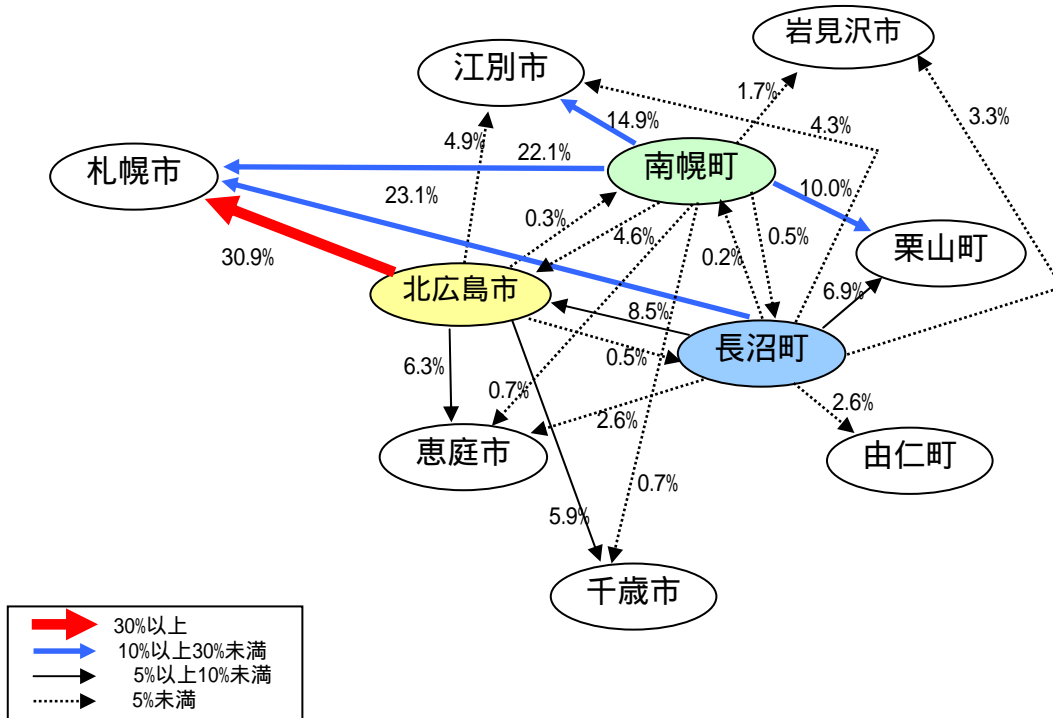 岩見沢市
江別市
1.7%
3.3%
14.9%
4.3%
4.9%
札幌市
22.1%
南幌町
10.0%
23.1%
0.3%
4.6%
0.5%
30.9%
0.2%
栗山町
北広島市
6.9%
8.5%
長沼町
0.5%
6.3%
0.7%
2.6%
2.6%
恵庭市
由仁町
0.7%
5.9%
千歳市
30%以上
10%以上30%未満
5%以上10%未満
5%未満